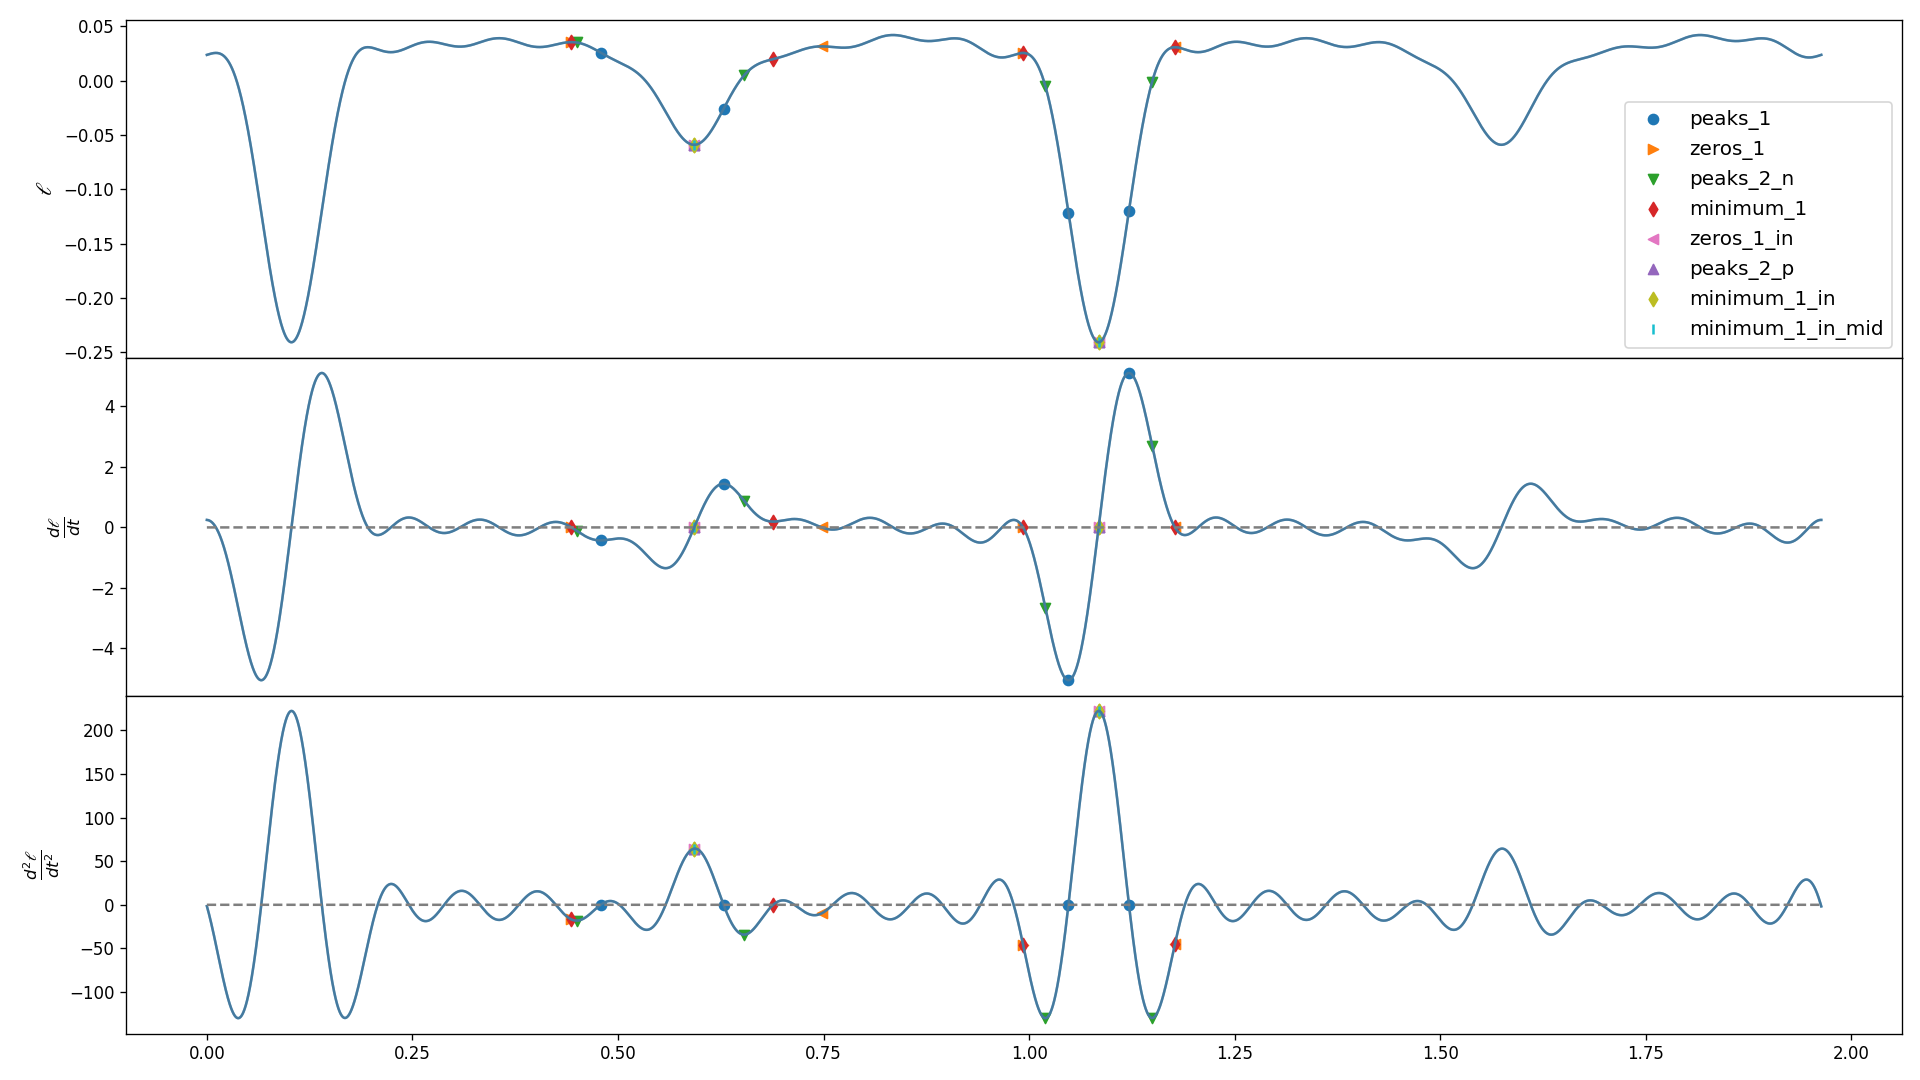 0.05
0.00
−0.05
−0.10
−0.15
−0.20
−0.25
ℓ
peaks_1
zeros_1
peaks_2_n
minimum_1
zeros_1_in
peaks_2_p
minimum_1_in
minimum_1_in_mid
4
2
0
−2
−4
dℓ/dt
200
150
100
50
0
−50
−100
d²ℓ/dt²
0.00 0.25 0.50 0.75 1.00 1.25 1.50 1.75 2.00